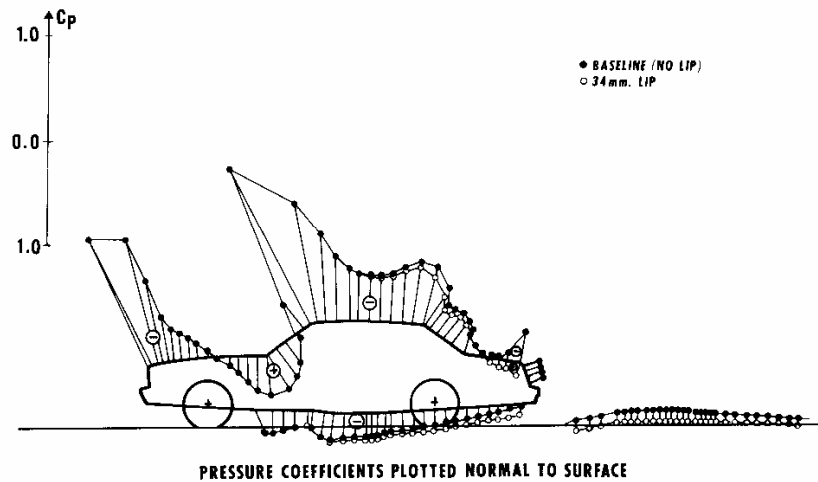 Cp
1.0
● BASELINE (NO LIP)
○ 34mm. LIP
0.0
1.0
PRESSURE COEFFICIENTS PLOTTED NORMAL TO SURFACE